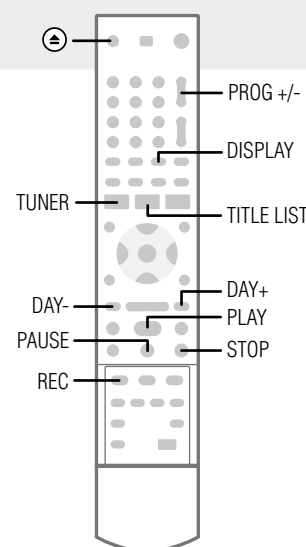 PROG +/-
DISPLAY
TUNER
TITLE LIST
DAY-
DAY+
PLAY
PAUSE
STOP
REC